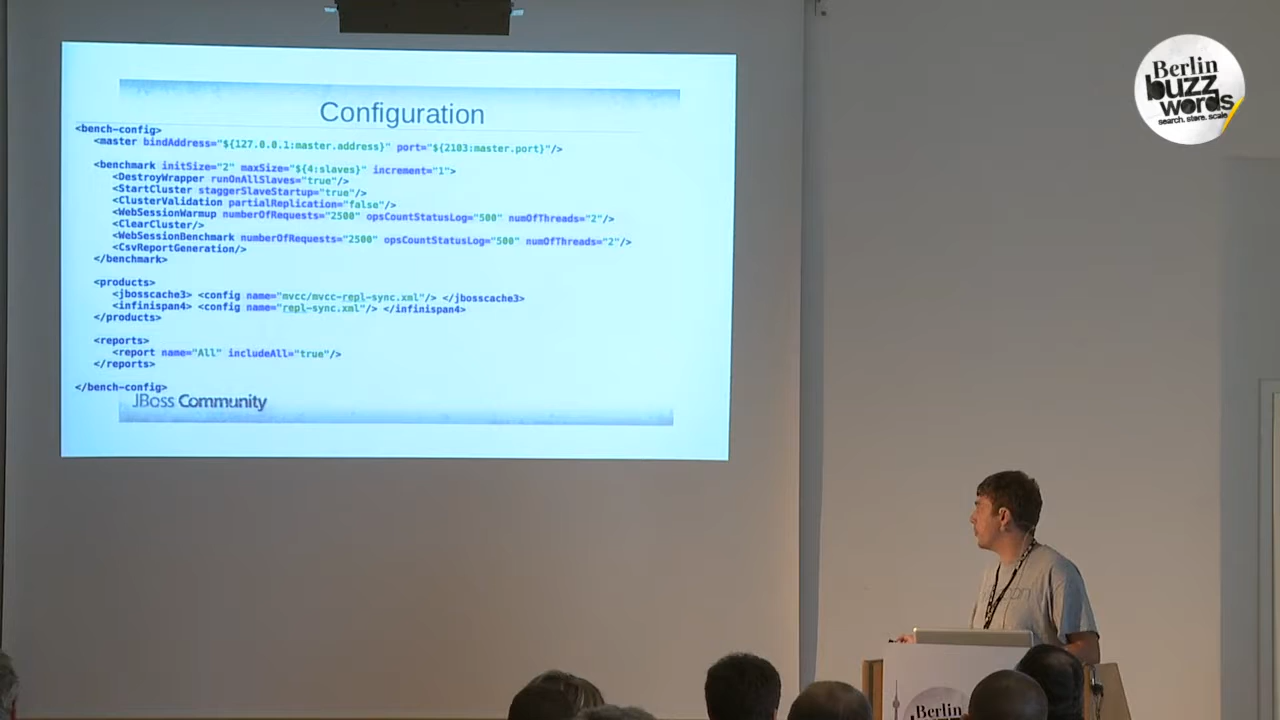 Configuration
<bench-config>
<master bindAddress="${127.0.0.1:master.address}" port="${2103:master.port}"/>
<benchmark initSize="2" maxSize="${4:slaves}" increment="1">
<DestroyWrapper runOnAllSlaves="true"/>
<StartCluster staggerSlaveStartup="true"/>
<ClusterValidation partialReplication="false"/>
<WebSessionWarmup numberOfRequests="2500" opsCountStatusLog="500" numOfThreads="2"/>
<ClearCluster/>
<WebSessionBenchmark numberOfRequests="2500" opsCountStatusLog="500" numOfThreads="2"/>
<CsvReportGeneration/>
</benchmark>
<products>
<jbosscache3> <config name="mvcc/mvcc-repl-sync.xml"/> </jbosscache3>
<infinispan4> <config name="repl-sync.xml"/> </infinispan4>
</products>
<reports>
<report name="All" includeAll="true"/>
</reports>
</bench-config>
JBoss Community
Berlin
buzz
words
search. store. scale
Berlin